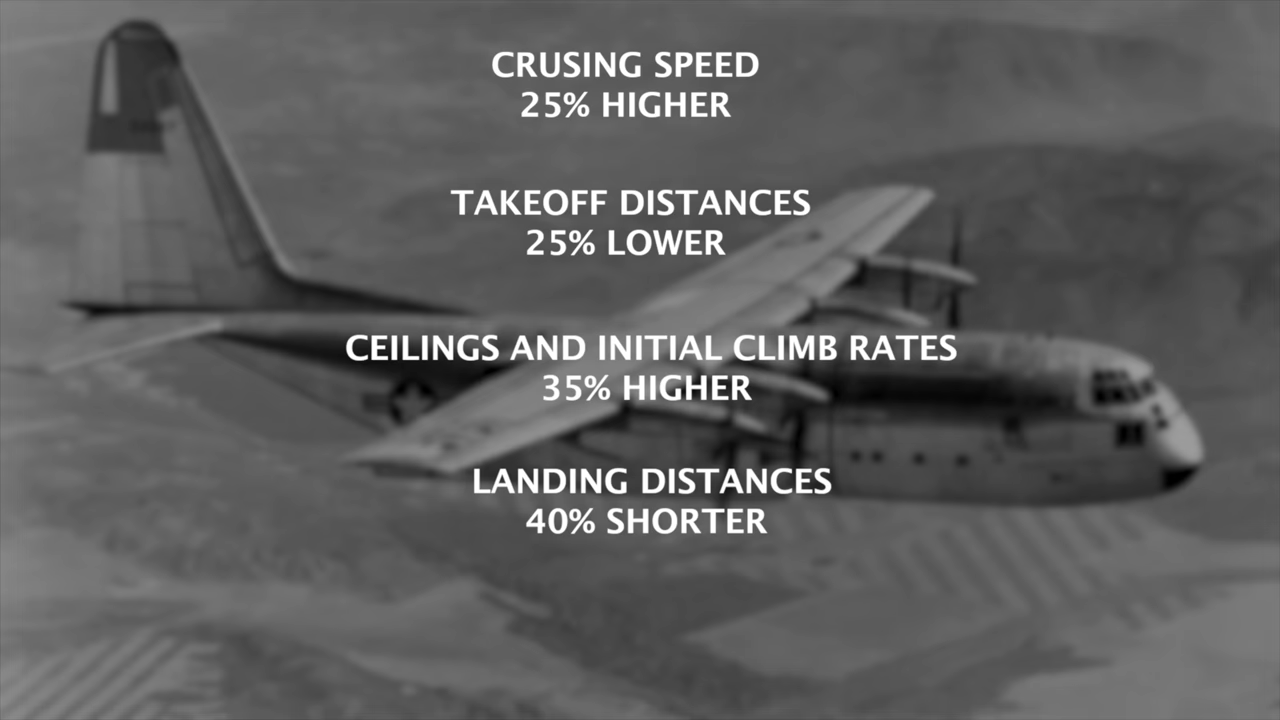 CRUSING SPEED
25% HIGHER
TAKEOFF DISTANCES
25% LOWER
CEILINGS AND INITIAL CLIMB RATES
35% HIGHER
LANDING DISTANCES
40% SHORTER